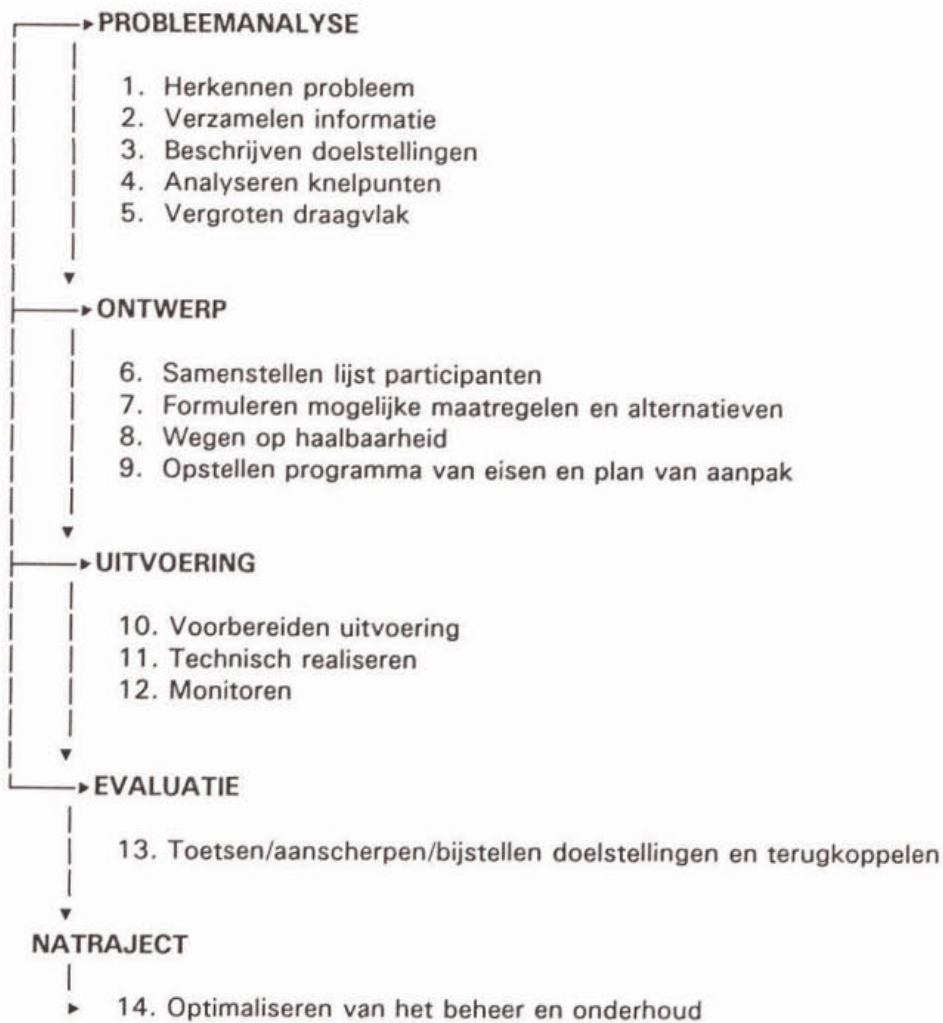 PROBLEEMANALYSE
1. Herkennen probleem
2. Verzamelen informatie
3. Beschrijven doelstellingen
4. Analyseren knelpunten
5. Vergroten draagvlak
ONTWERP
6. Samenstellen lijst participanten
7. Formuleren mogelijke maatregelen en alternatieven
8. Wegen op haalbaarheid
9. Opstellen programma van eisen en plan van aanpak
UITVOERING
10. Voorbereiden uitvoering
11. Technisch realiseren
12. Monitoren
EVALUATIE
13. Toetsen/aanscherpen/bijstellen doelstellingen en terugkoppelen
NATRAJECT
14. Optimaliseren van het beheer en onderhoud